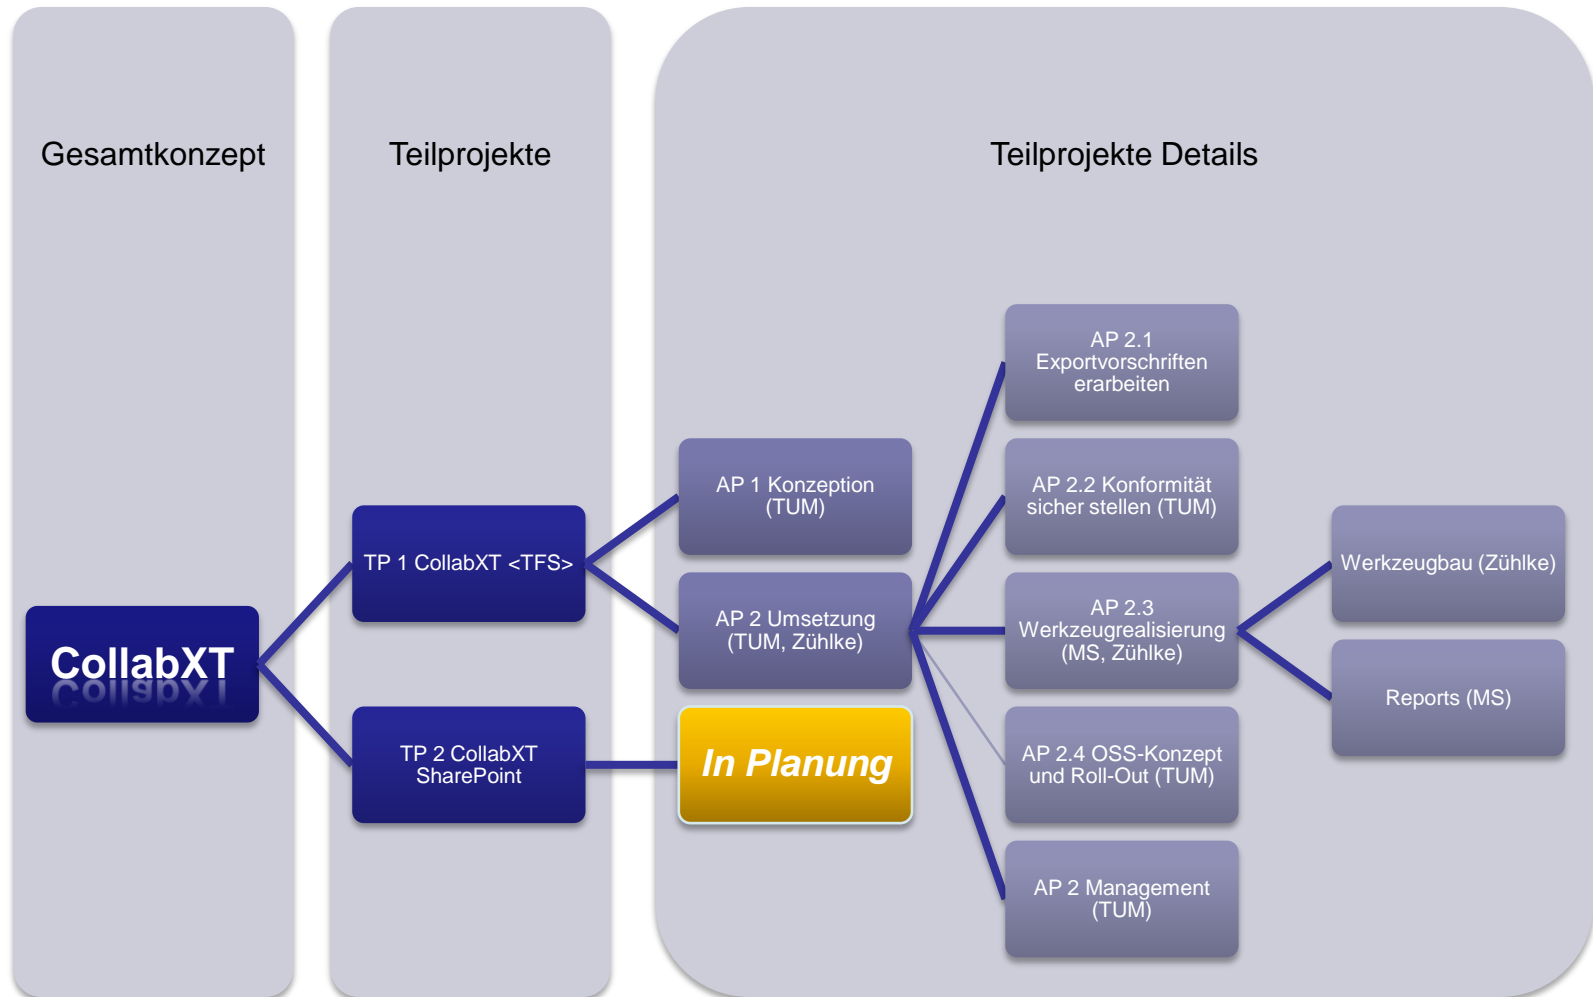 Gesamtkonzept
Teilprojekte
Teilprojekte Details
CollabXT
TP 1 CollabXT <TFS>
TP 2 CollabXT
SharePoint
AP 1 Konzeption
(TUM)
AP 2 Umsetzung
(TUM, Zühlke)
In Planung
AP 2.1
Exportvorschriften
erarbeiten
AP 2.2 Konformität
sicher stellen (TUM)
AP 2.3
Werkzeugrealisierung
(MS, Zühlke)
AP 2.4 OSS-Konzept
und Roll-Out (TUM)
AP 2 Management
(TUM)
Werkzeugbau (Zühlke)
Reports (MS)